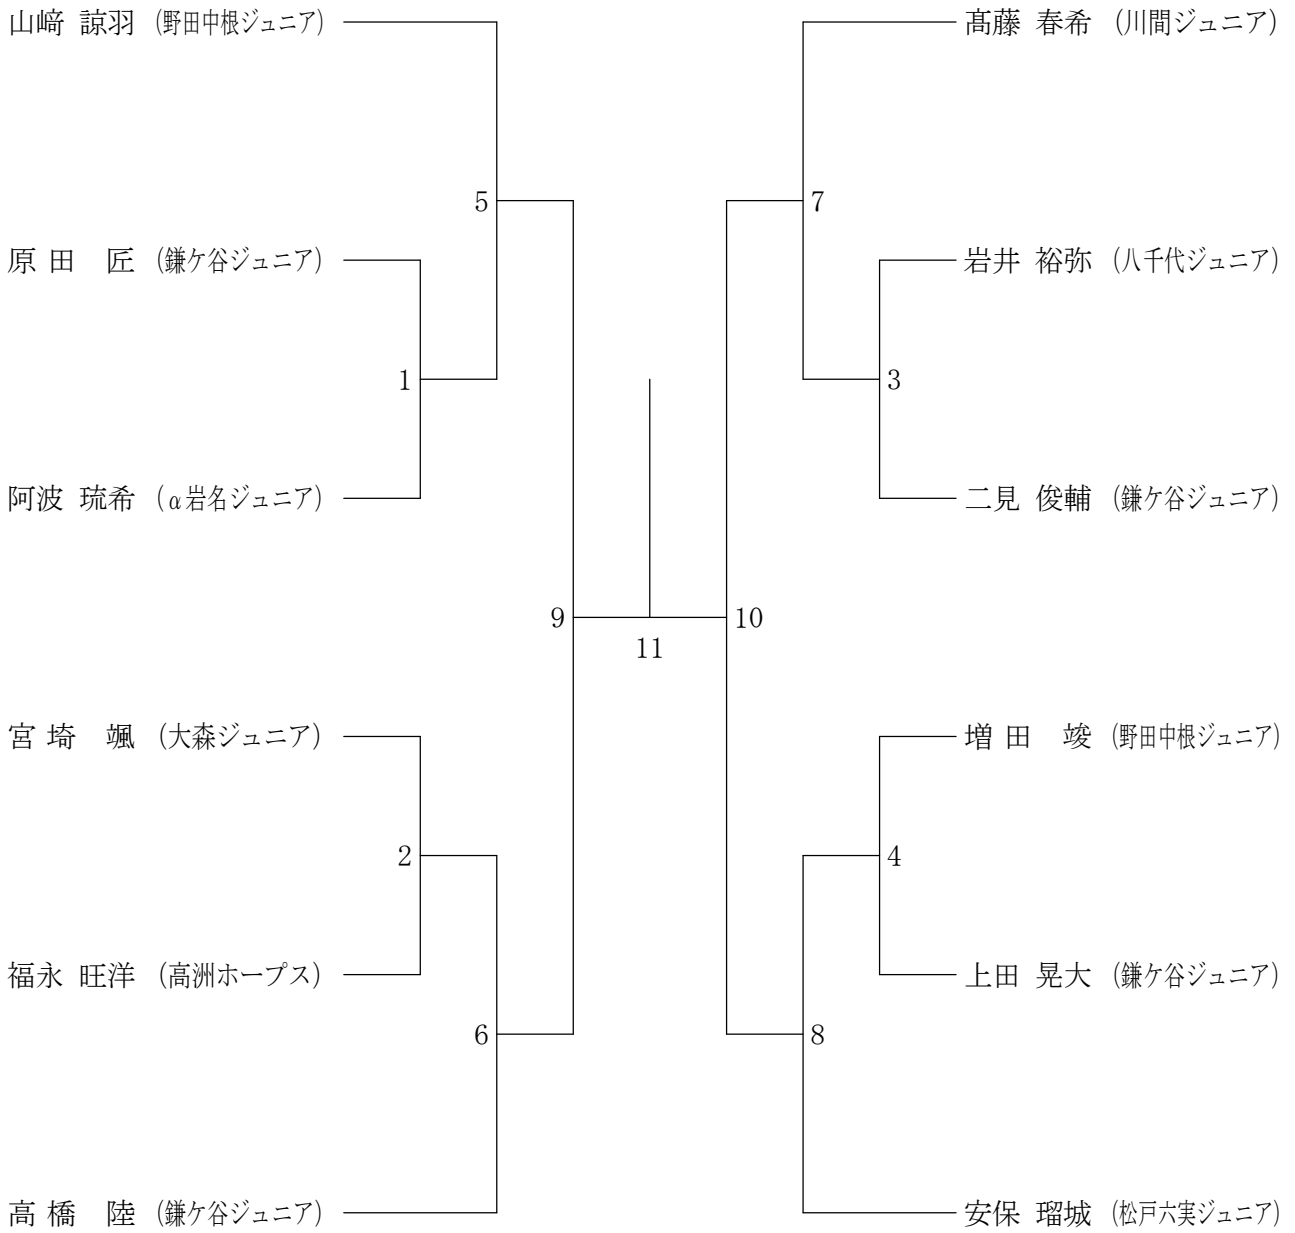 山﨑 諒羽 (野田中根ジュニア)
5
原田 匠 (鎌ケ谷ジュニア)
1
阿波 琉希 (α岩名ジュニア)
9
宮埼 颯 (大森ジュニア)
2
福永 旺洋 (高洲ホープス)
6
高橋 陸 (鎌ケ谷ジュニア)
11
髙藤 春希 (川間ジュニア)
7
岩井 裕弥 (八千代ジュニア)
3
二見 俊輔 (鎌ケ谷ジュニア)
10
増田 竣 (野田中根ジュニア)
4
上田 晃大 (鎌ケ谷ジュニア)
8
安保 瑠城 (松戸六実ジュニア)